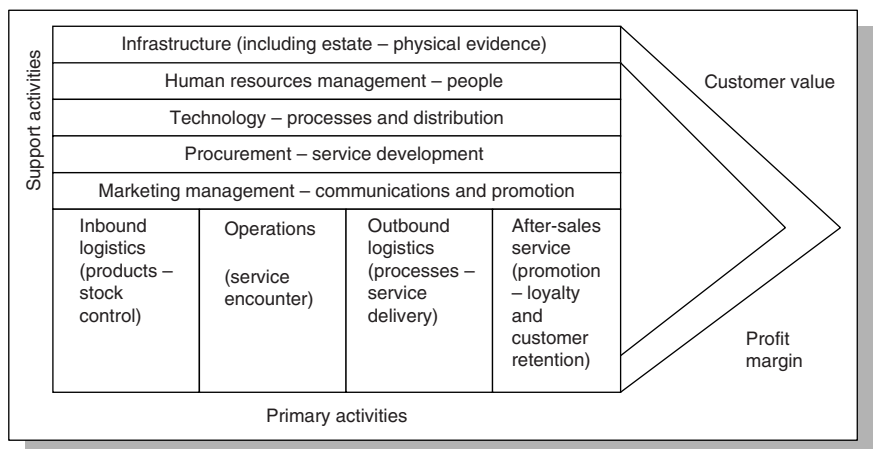 Support activities
Infrastructure (including estate – physical evidence)
Human resources management – people
Technology – processes and distribution
Procurement – service development
Marketing management – communications and promotion
Inbound
logistics
(products –
stock
control)
Operations
(service
encounter)
Outbound
logistics
(processes –
service
delivery)
After-sales
service
(promotion
– loyalty
and
customer
retention)
Customer value
Profit
margin
Primary activities